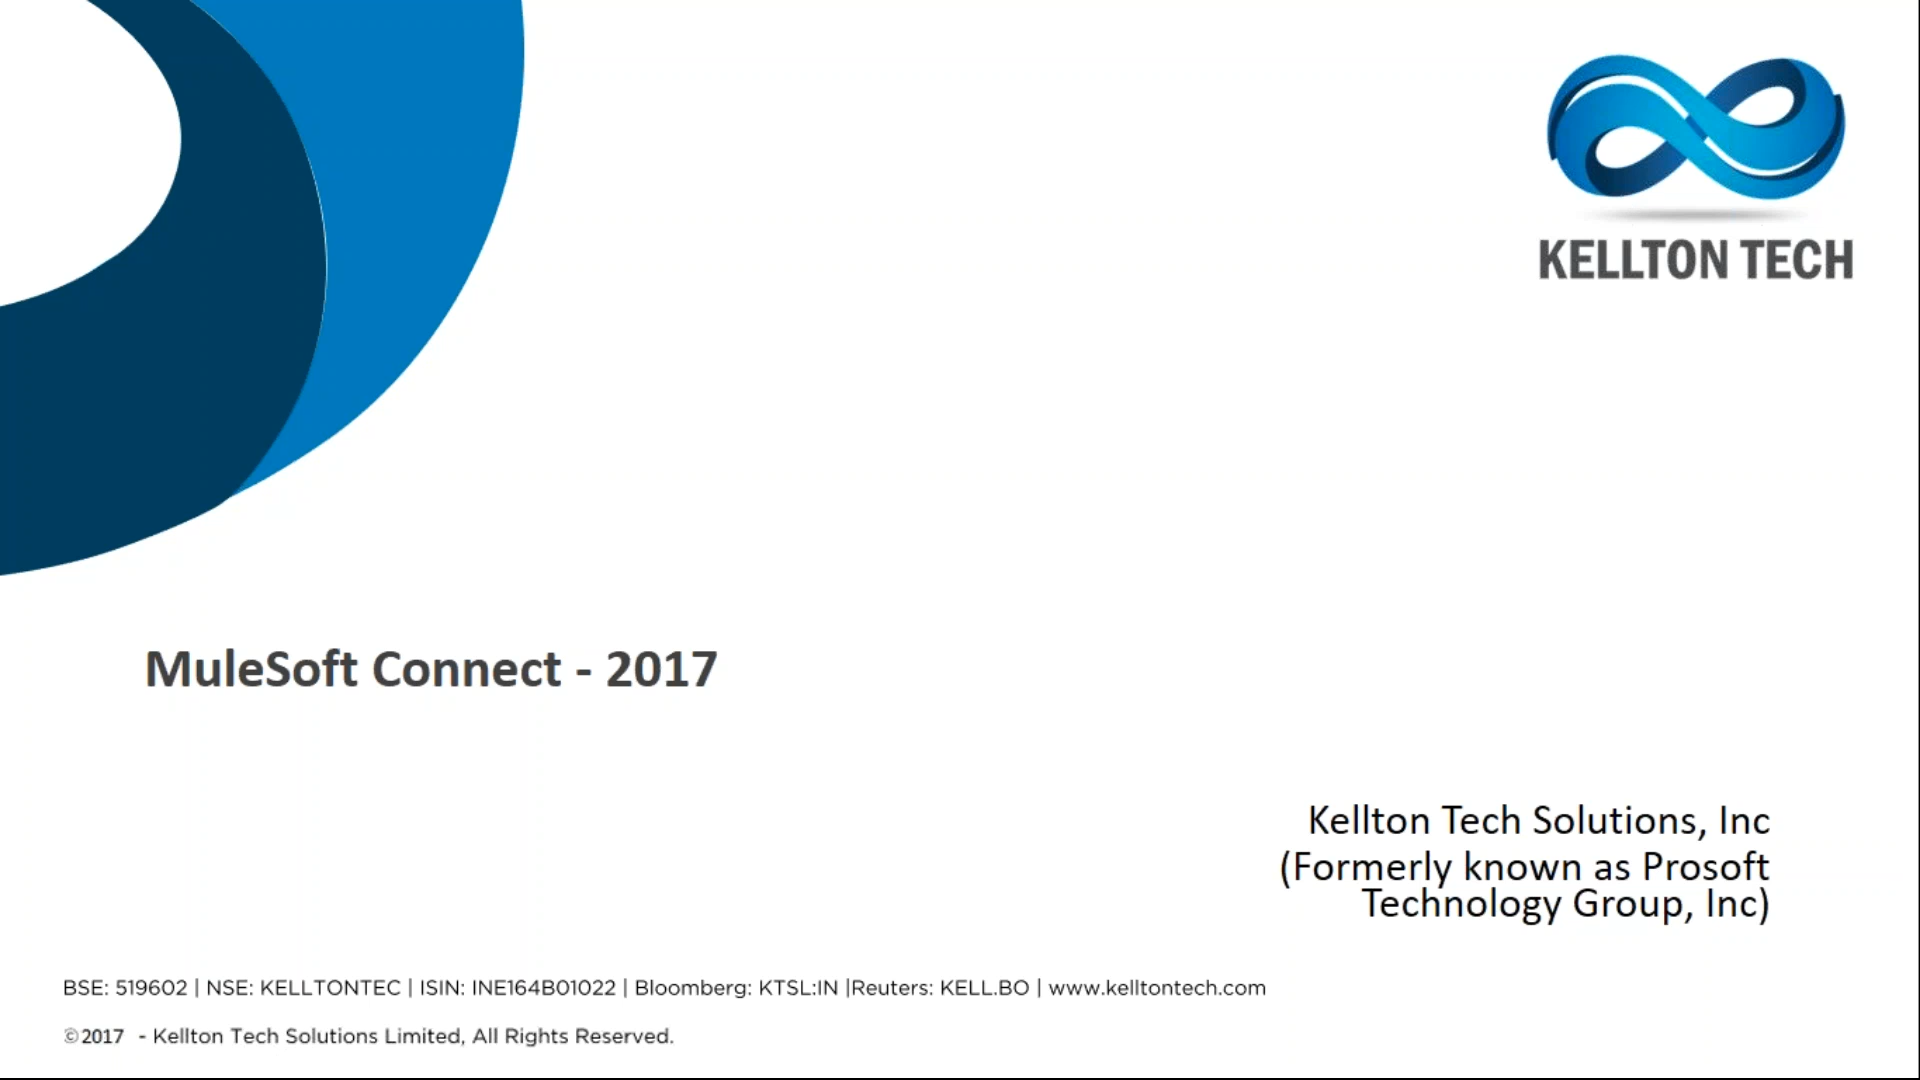 KELLTON TECH
MuleSoft Connect - 2017
Kellton Tech Solutions, Inc
(Formerly known as Prosoft
Technology Group, Inc)
BSE: 519602 | NSE: KELLTONTEC | ISIN: INE164B01022 | Bloomberg: KTSL:IN |Reuters: KELL.BO | www.kelltontech.com
©2017 - Kellton Tech Solutions Limited, All Rights Reserved.